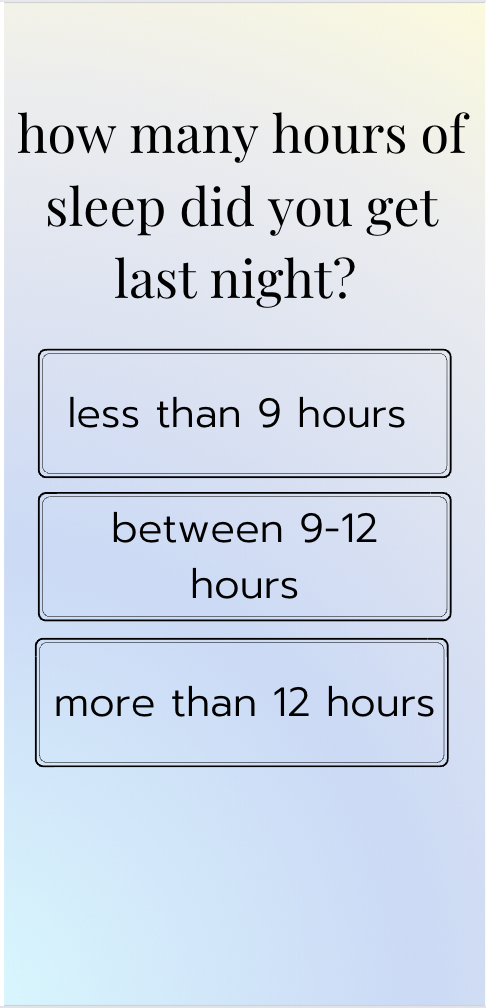 how many hours of
sleep did you get
last night?
less than 9 hours
between 9-12
hours
more than 12 hours